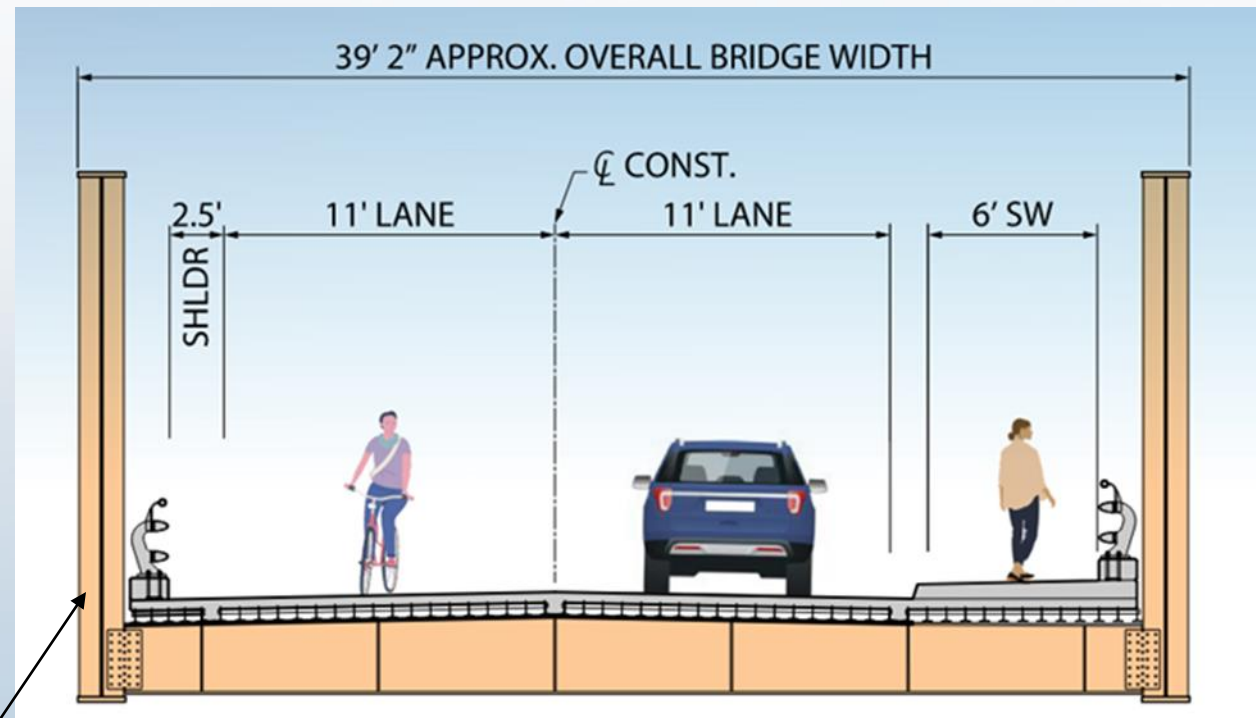 39' 2" APPROX. OVERALL BRIDGE WIDTH
℄ CONST.
2.5'
SHLDR
11' LANE
11' LANE
6' SW